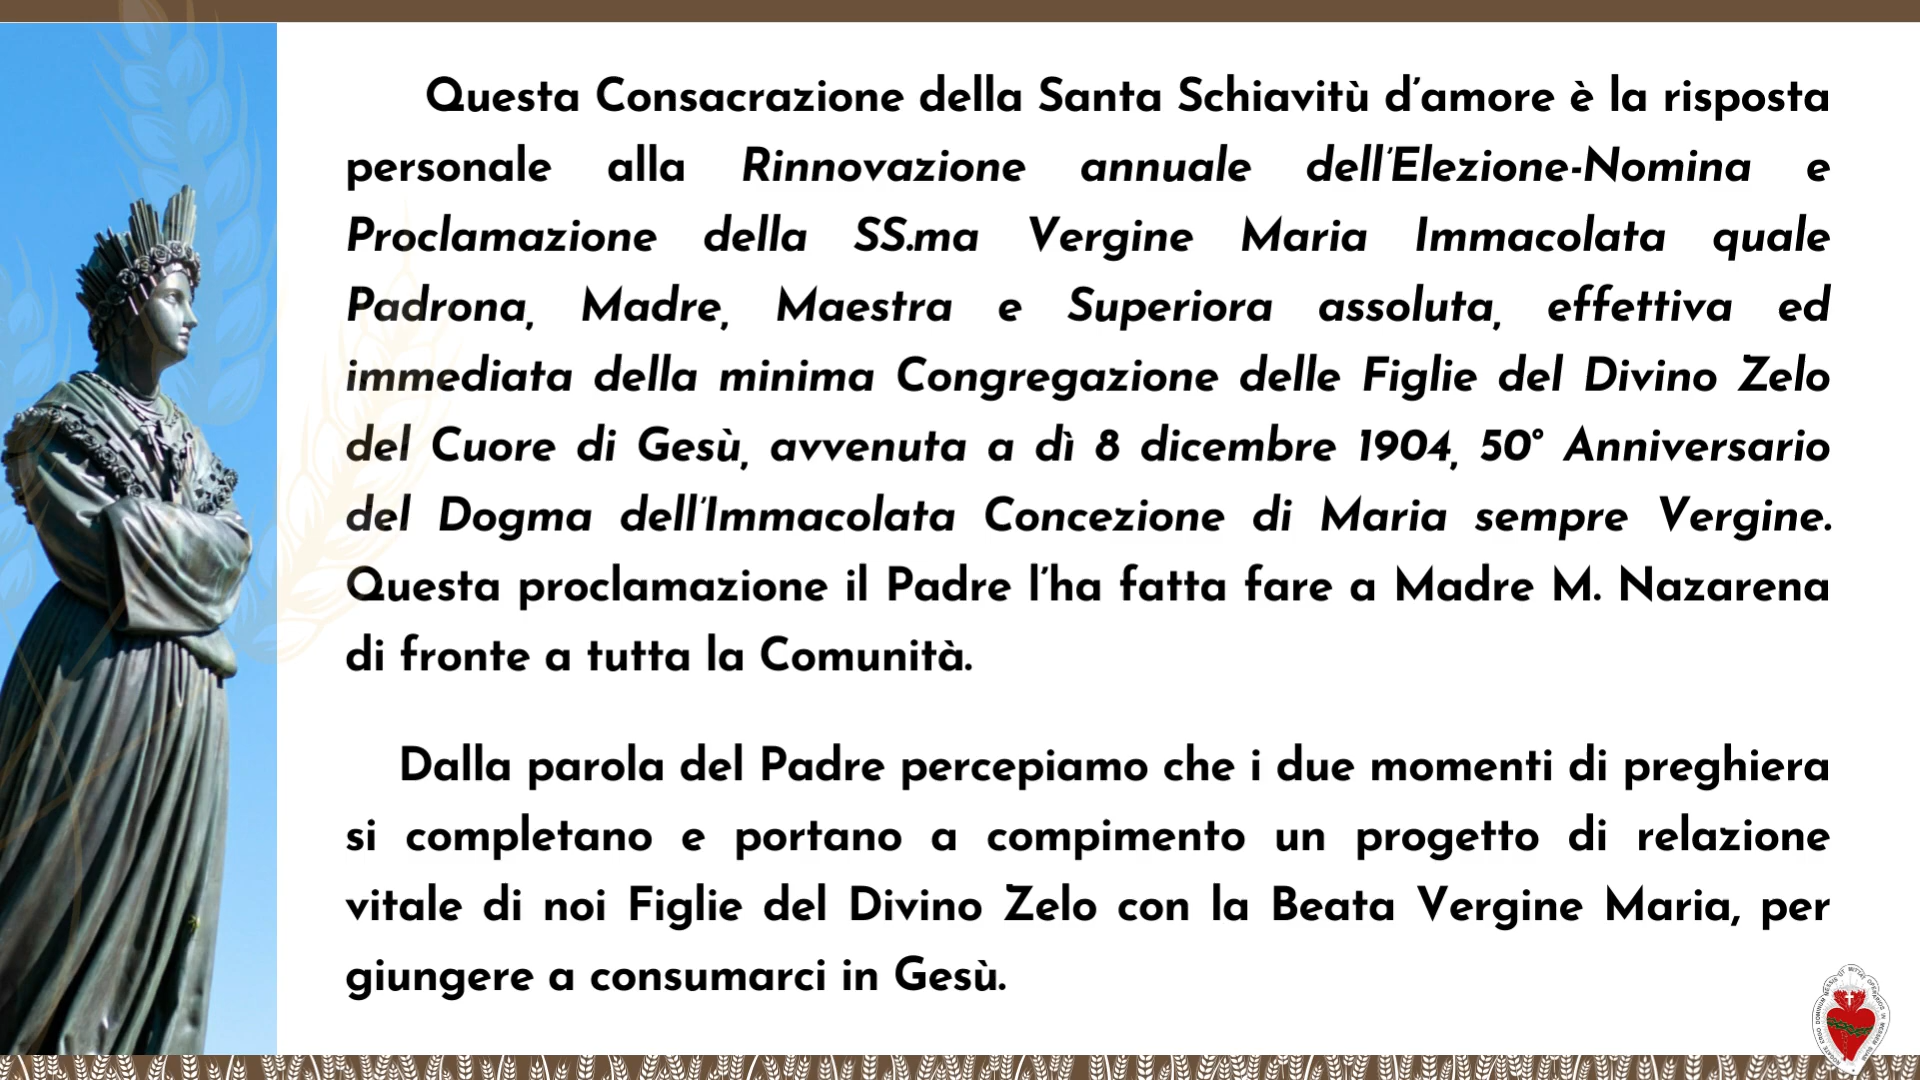 Questa Consacrazione della Santa Schiavitù d’amore è la risposta
personale alla Rinnovazione annuale dell’Elezione-Nomina e
Proclamazione della SS.ma Vergine Maria Immacolata quale
Padrona, Madre, Maestra e Superiora assoluta, effettiva ed
immediata della minima Congregazione delle Figlie del Divino Zelo
del Cuore di Gesù, avvenuta a dì 8 dicembre 1904, 50° Anniversario
del Dogma dell’Immacolata Concezione di Maria sempre Vergine.
Questa proclamazione il Padre l’ha fatta fare a Madre M. Nazarena
di fronte a tutta la Comunità.
Dalla parola del Padre percepiamo che i due momenti di preghiera
si completano e portano a compimento un progetto di relazione
vitale di noi Figlie del Divino Zelo con la Beata Vergine Maria, per
giungere a consumarci in Gesù.